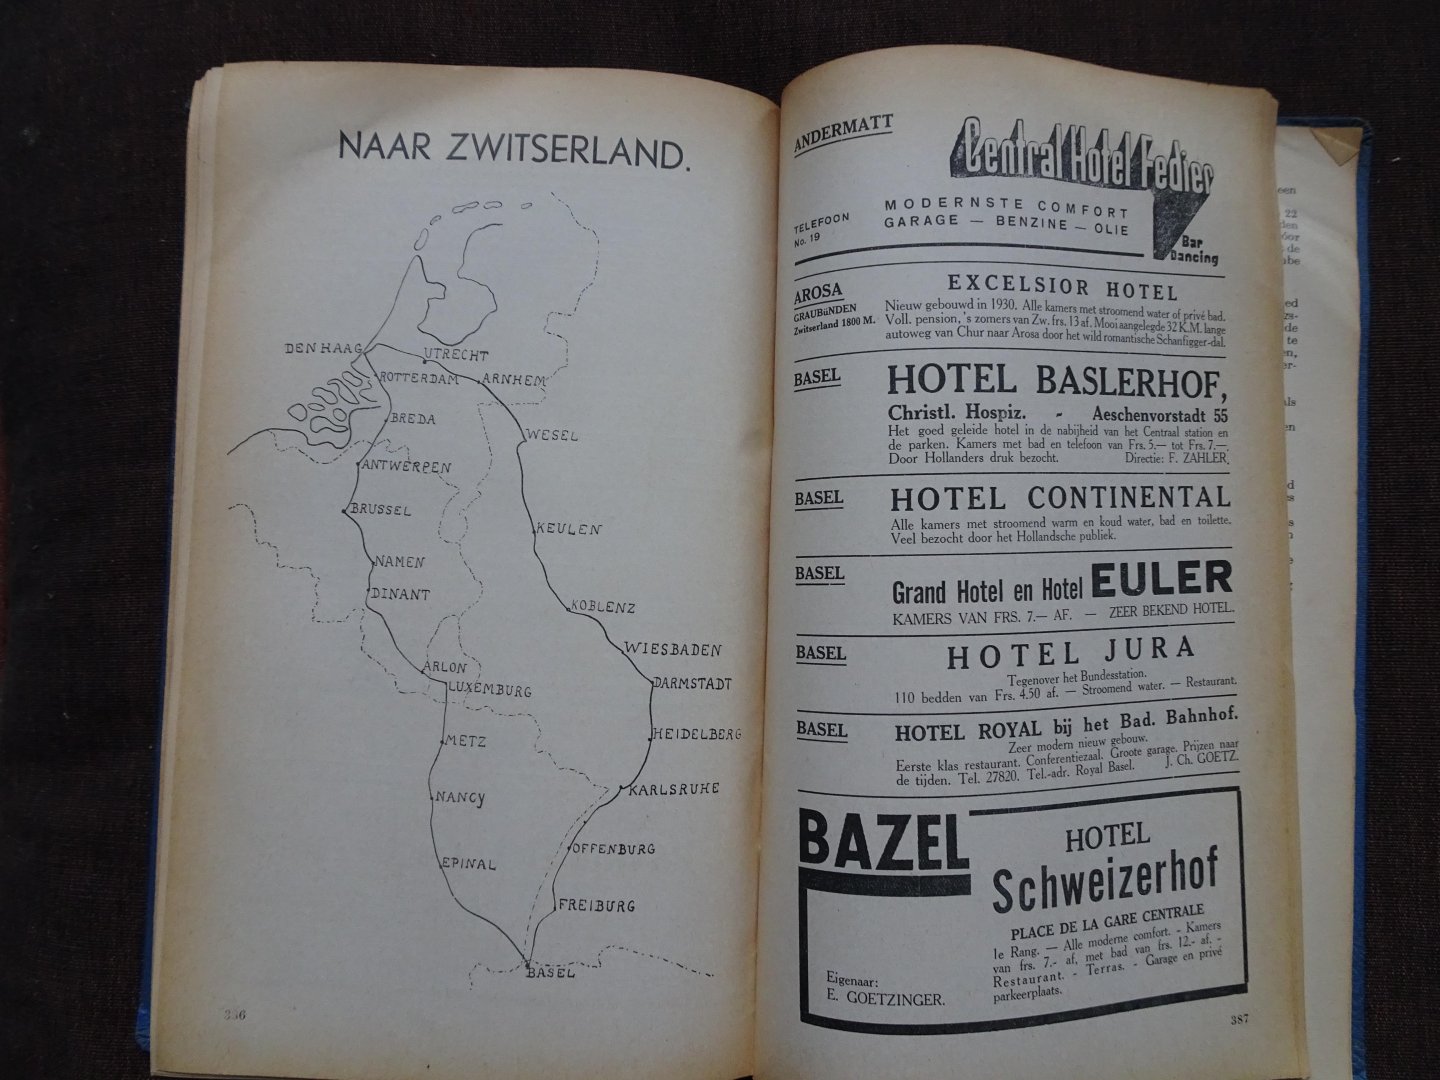 NAAR ZWITSERLAND.
DEN HAAG
UTRECHT
ROTTERDAM
ARNHEM
BREDA
WESEL
ANTWERPEN
BRUSSEL
KEULEN
NAMEN
DINANT
KOBLENZ
WIESBADEN
ARLON
LUXEMBURG
DARMSTADT
METZ
HEIDELBERG
NANCY
KARLSRUHE
EPINAL
OFFENBURG
FREIBURG
BASEL
386
ANDERMATT
Central Hotel Fedier
MODERNSTE COMFORT
TELEFOON
No. 19
GARAGE — BENZINE — OLIE
Bar
Dancing
AROSA
GRAUBüNDEN
Zwitserland 1800 M.
EXCELSIOR HOTEL
Nieuw gebouwd in 1930. Alle kamers met stroomend water of privé bad.
Voll. pension, 's zomers van Zw. frs. 13 af. Mooi aangelegde 32 K.M. lange
autoweg van Chur naar Arosa door het wild romantische Schanfigger-dal.
BASEL
HOTEL BASLERHOF,
Christl. Hospiz. - Aeschenvorstadt 55
Het goed geleide hotel in de nabijheid van het Centraal station en
de parken. Kamers met bad en telefoon van Frs. 5.— tot Frs. 7.—.
Door Hollanders druk bezocht. Directie: F. ZAHLER.
BASEL
HOTEL CONTINENTAL
Alle kamers met stroomend warm en koud water, bad en toilette.
Veel bezocht door het Hollandsche publiek.
BASEL
Grand Hotel en Hotel EULER
KAMERS VAN FRS. 7.— AF. — ZEER BEKEND HOTEL.
BASEL
HOTEL JURA
Tegenover het Bundesstation.
110 bedden van Frs. 4.50 af. — Stroomend water. — Restaurant.
BASEL
HOTEL ROYAL bij het Bad. Bahnhof.
Zeer modern nieuw gebouw.
Eerste klas restaurant. Conferentiezaal. Groote garage. Prijzen naar
de tijden. Tel. 27820. Tel.-adr. Royal Basel. J. Ch. GOETZ.
BAZEL
HOTEL
Schweizerhof
PLACE DE LA GARE CENTRALE
1e Rang. — Alle moderne comfort. - Kamers
van frs. 7.- af, met bad van frs. 12.- af. -
Restaurant. - Terras. - Garage en privé
parkeerplaats.
Eigenaar:
E. GOETZINGER.
387
een
22
de
te